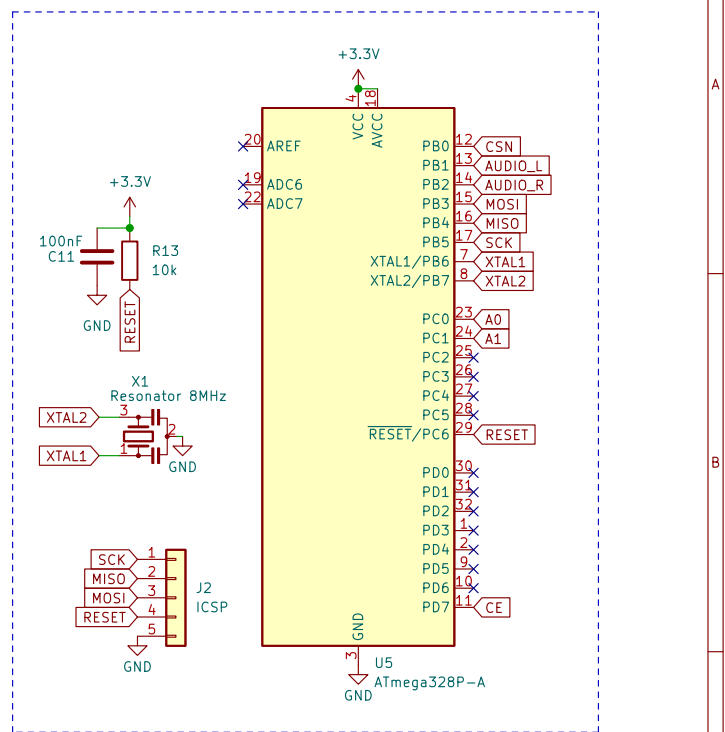 +3.3V
4
18
VCC
AVCC
20
AREF
19
ADC6
22
ADC7
PB0
12
CSN
PB1
13
AUDIO_L
PB2
14
AUDIO_R
PB3
15
MOSI
PB4
16
MISO
PB5
17
SCK
XTAL1/PB6
7
XTAL1
XTAL2/PB7
8
XTAL2
PC0
23
A0
PC1
24
A1
PC2
25
PC3
26
PC4
27
PC5
28
RESET/PC6
29
RESET
PD0
30
PD1
31
PD2
32
PD3
1
PD4
2
PD5
9
PD6
10
PD7
11
CE
GND
3
GND
U5
ATmega328P-A
+3.3V
100nF
C11
R13
10k
GND
RESET
X1
Resonator 8MHz
XTAL2
3
2
XTAL1
1
GND
SCK
1
MISO
2
MOSI
3
RESET
4
5
GND
J2
ICSP
A
B